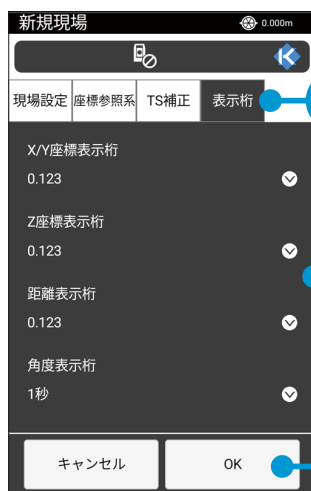 新規現場
0.000m
現場設定 座標参照系 TS補正 表示桁
X/Y座標表示桁
0.123
Z座標表示桁
0.123
距離表示桁
0.123
角度表示桁
1秒
キャンセル OK